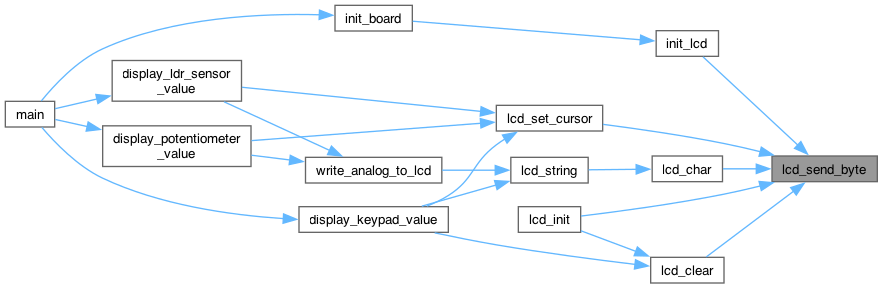 init_board
init_lcd
display_ldr_sensor
_value
main
lcd_set_cursor
display_potentiometer
_value
write_analog_to_lcd
lcd_string
lcd_char
lcd_send_byte
display_keypad_value
lcd_init
lcd_clear